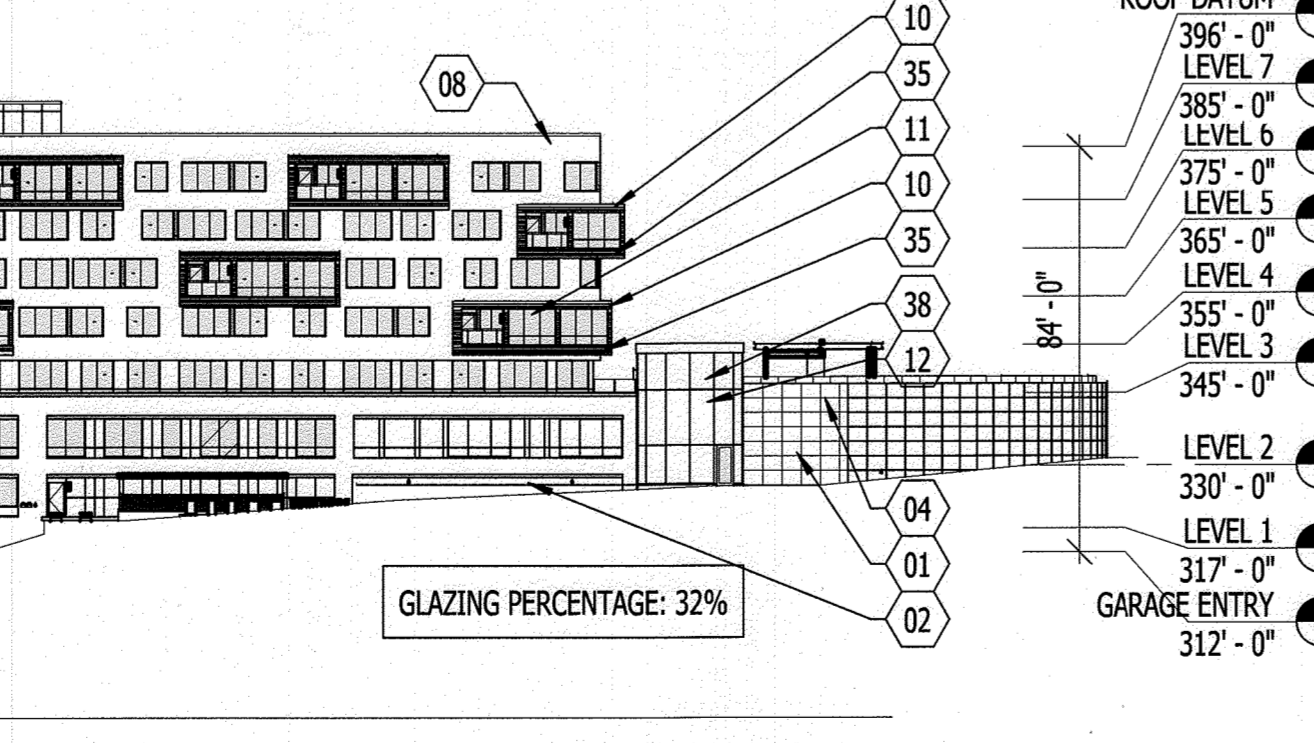 10
ROOF DATUM
396' - 0"
35
LEVEL 7
385' - 0"
08
11
LEVEL 6
375' - 0"
10
LEVEL 5
365' - 0"
35
LEVEL 4
355' - 0"
38
84' - 0"
12
LEVEL 3
345' - 0"
LEVEL 2
330' - 0"
04
LEVEL 1
317' - 0"
01
GLAZING PERCENTAGE: 32%
02
GARAGE ENTRY
312' - 0"